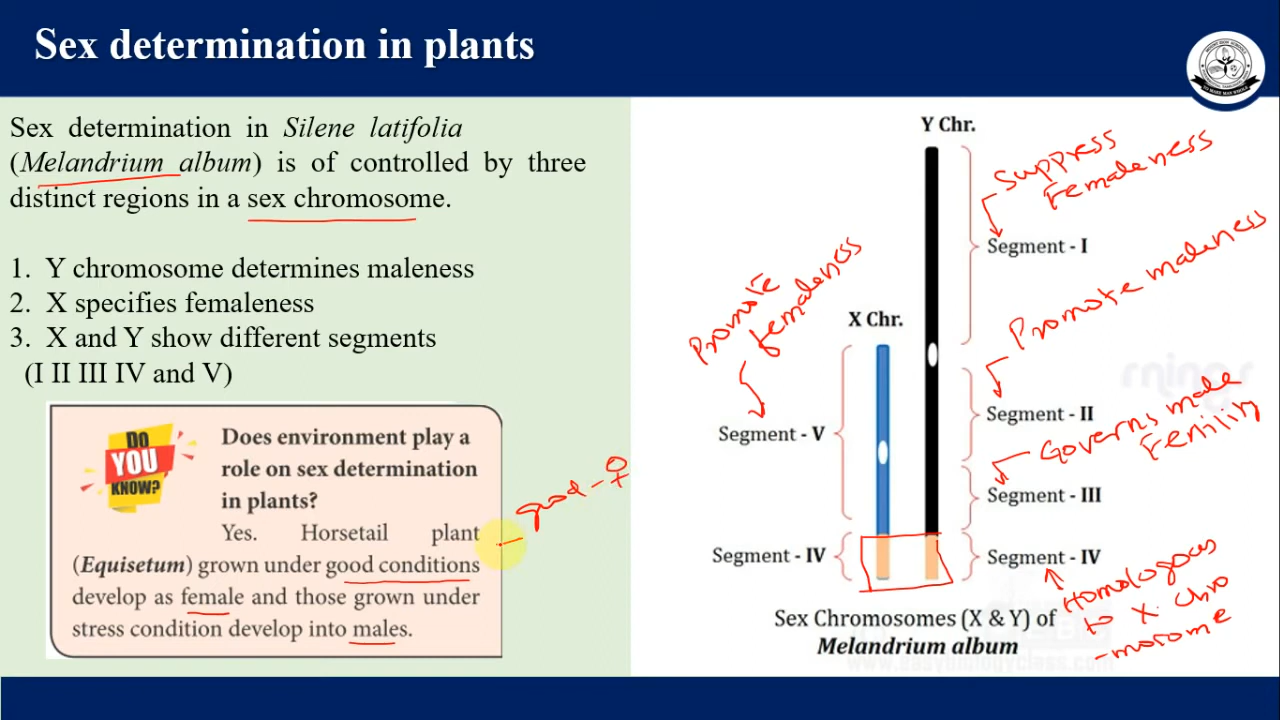 Sex determination in plants
Sex determination in Silene latifolia
(Melandrium album) is of controlled by three
distinct regions in a sex chromosome.
1. Y chromosome determines maleness
2. X specifies femaleness
3. X and Y show different segments
(I II III IV and V)
DO
YOU
KNOW?
Does environment play a
role on sex determination
in plants?
Yes. Horsetail plant
(Equisetum) grown under good conditions
develop as female and those grown under
stress condition develop into males.
good - ♀
Y Chr.
Suppress
Femaleness
Segment - I
Promote maleness
Promote
femaleness
X Chr.
Segment - V
Segment - II
Governs male
Fertility
Segment - III
Segment - IV
Segment - IV
Homologous
to X. Chro
-mosome
Sex Chromosomes (X & Y) of
Melandrium album
www.easybiologyclass.com